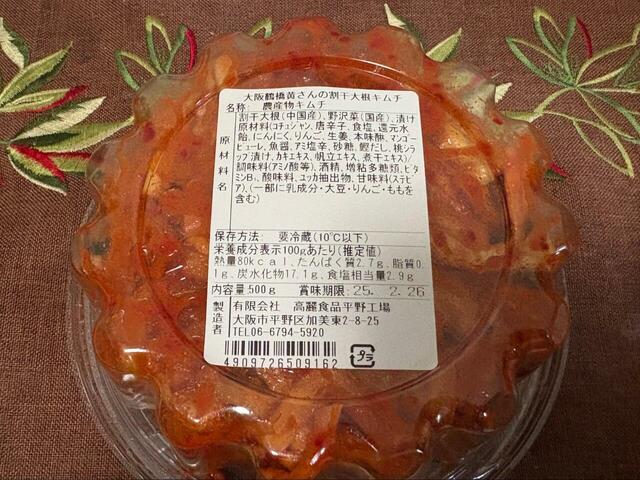 大阪鶴橋黄さんの割干大根キムチ
名称: 農産物キムチ
原材料名
割干大根(中国産)、野沢菜(国産)、漬け
原材料(コチュジャン、唐辛子、食塩、還元水
飴、にんにく、りんご、生姜、本味醂、マンゴー
ピューレ、魚醤、アミ塩辛、砂糖、鰹だし、桃シラ
ップ漬け、カキエキス、帆立エキス、煮干エキス)/
調味料(アミノ酸等)、酒精、増粘多糖類、ビタ
ミンB₁、酸味料、ユッカ抽出物、甘味料(ステビ
ア)、(一部に乳成分・大豆・りんご・ももを
含む)
保存方法: 要冷蔵(10℃以下)
栄養成分表示100gあたり(推定値)
熱量80kcal、たんぱく質2.7g、脂質0.
1g、炭水化物17.1g、食塩相当量2.9g
内容量500g 賞味期限:25. 2.26
製造者
有限会社 高麗食品平野工場
大阪市平野区加美東2-8-25
TEL06-6794-5920
4909726509162
プラ